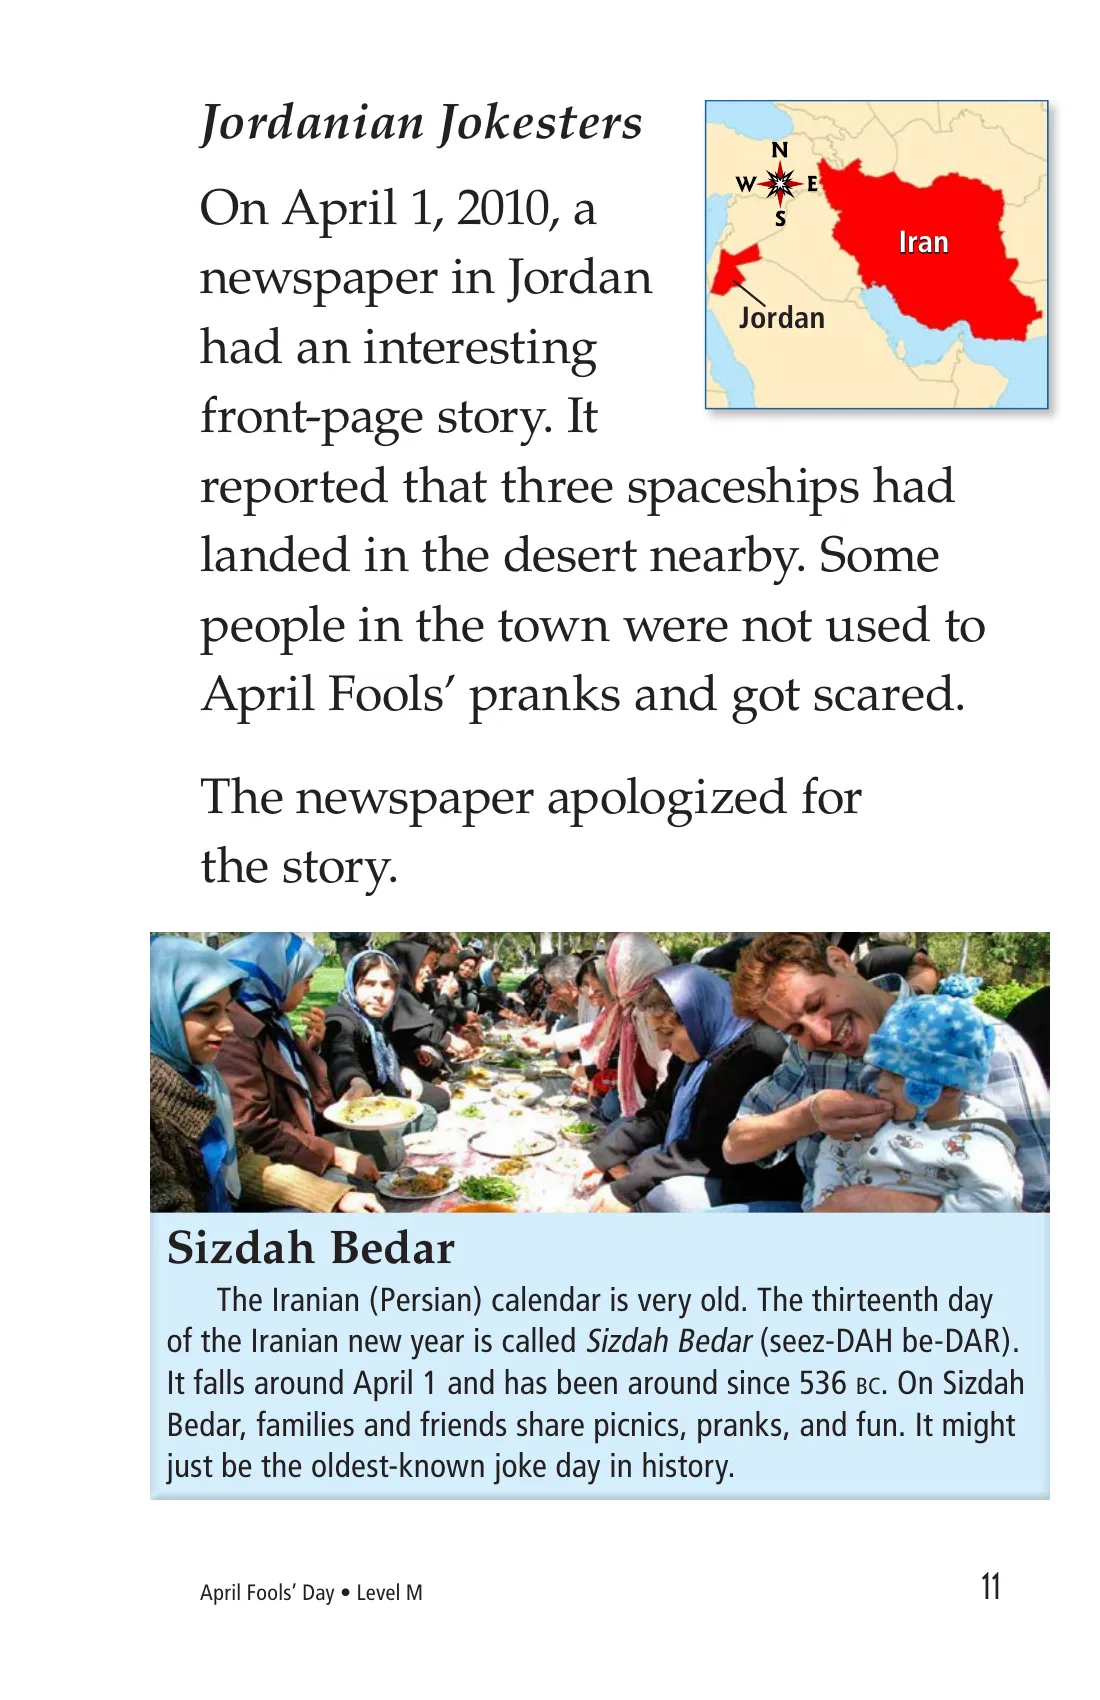 Jordanian Jokesters
On April 1, 2010, a
newspaper in Jordan
had an interesting
front-page story. It
reported that three spaceships had
landed in the desert nearby. Some
people in the town were not used to
April Fools’ pranks and got scared.
The newspaper apologized for
the story.
N
W E
S
Iran
Jordan
Sizdah Bedar
The Iranian (Persian) calendar is very old. The thirteenth day
of the Iranian new year is called Sizdah Bedar (seez-DAH be-DAR).
It falls around April 1 and has been around since 536 BC. On Sizdah
Bedar, families and friends share picnics, pranks, and fun. It might
just be the oldest-known joke day in history.
April Fools’ Day • Level M
11